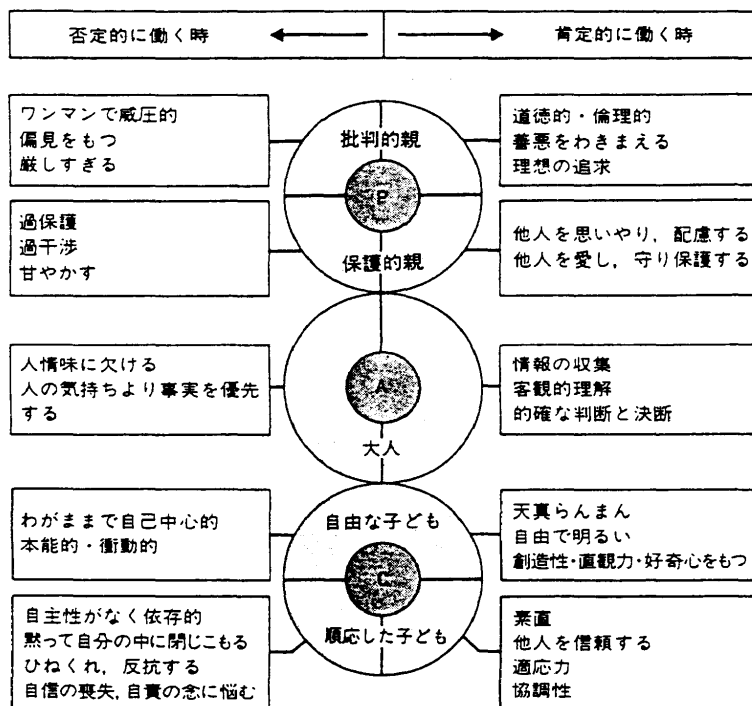 否定的に働く時
肯定的に働く時
ワンマンで威圧的
偏見をもつ
厳しすぎる
批判的親
道徳的・倫理的
善悪をわきまえる
理想の追求
P
過保護
過干渉
甘やかす
保護的親
他人を思いやり，配慮する
他人を愛し，守り保護する
人情味に欠ける
人の気持ちより事実を優先
する
A
大人
情報の収集
客観的理解
的確な判断と決断
わがままで自己中心的
本能的・衝動的
自由な子ども
天真らんまん
自由で明るい
創造性・直観力・好奇心をもつ
C
自主性がなく依存的
黙って自分の中に閉じこもる
ひねくれ，反抗する
自信の喪失，自責の念に悩む
順応した子ども
素直
他人を信頼する
適応力
協調性